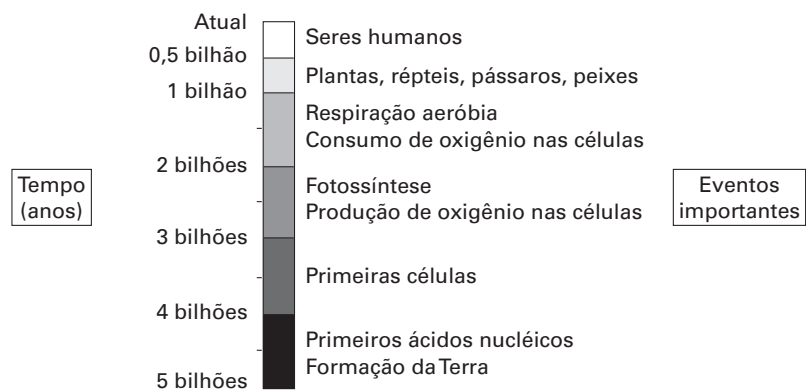 Atual
Seres humanos
0,5 bilhão
Plantas, répteis, pássaros, peixes
1 bilhão
Respiração aeróbia
Consumo de oxigênio nas células
2 bilhões
Tempo
(anos)
Fotossíntese
Produção de oxigênio nas células
Eventos
importantes
3 bilhões
Primeiras células
4 bilhões
Primeiros ácidos nucléicos
Formação da Terra
5 bilhões